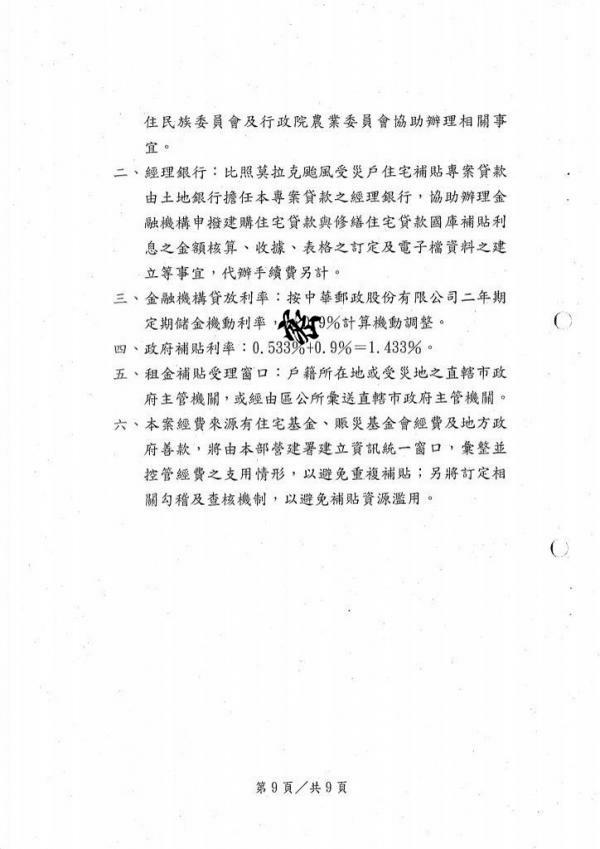 住民族委員會及行政院農業委員會協助辦理相關事
宜。
二、經理銀行：比照莫拉克颱風受災戶住宅補貼專案貸款
由土地銀行擔任本專案貸款之經理銀行，協助辦理金
融機構申撥建購住宅貸款與修繕住宅貸款國庫補貼利
息之金額核算、收據、表格之訂定及電子檔資料之建
立等事宜，代辦手續費另計。
三、金融機構貸放利率：按中華郵政股份有限公司二年期
定期儲金機動利率，9%計算機動調整。
四、政府補貼利率：0.533%+0.9%＝1.433%。
五、租金補貼受理窗口：戶籍所在地或受災地之直轄市政
府主管機關，或經由區公所彙送直轄市政府主管機關。
六、本案經費來源有住宅基金、賑災基金會經費及地方政
府善款，將由本部營建署建立資訊統一窗口，彙整並
控管經費之支用情形，以避免重複補貼；另將訂定相
關勾稽及查核機制，以避免補貼資源濫用。
第9頁／共9頁